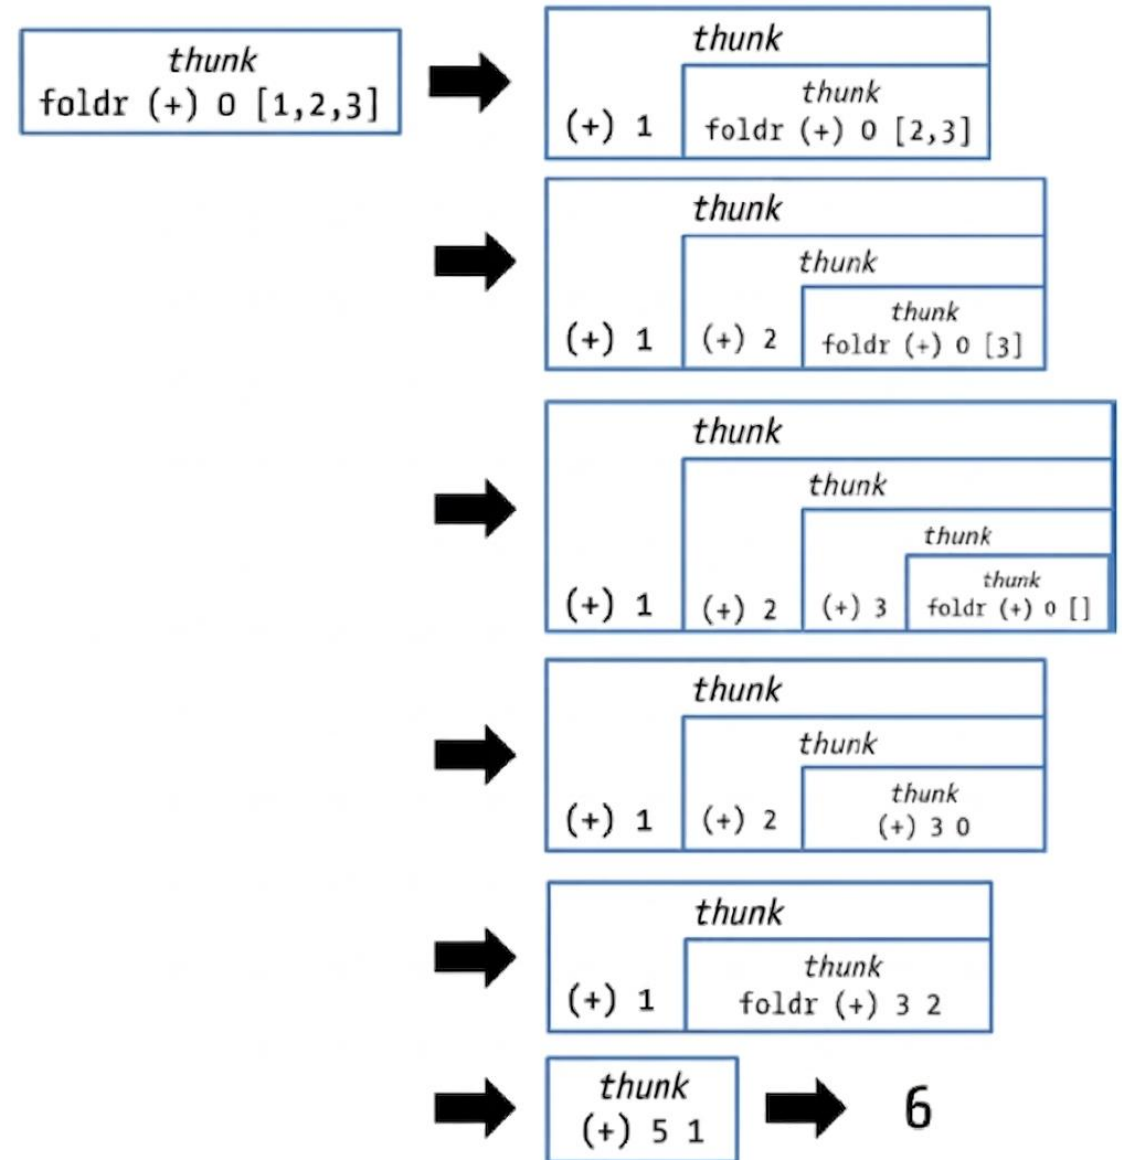 thunk
foldr (+) 0 [1,2,3]
thunk
(+) 1
thunk
foldr (+) 0 [2,3]
thunk
(+) 1
thunk
(+) 2
thunk
foldr (+) 0 [3]
thunk
(+) 1
thunk
(+) 2
thunk
(+) 3
thunk
foldr (+) 0 []
thunk
(+) 1
thunk
(+) 2
thunk
(+) 3 0
thunk
(+) 1
thunk
foldr (+) 3 2
thunk
(+) 5 1
6